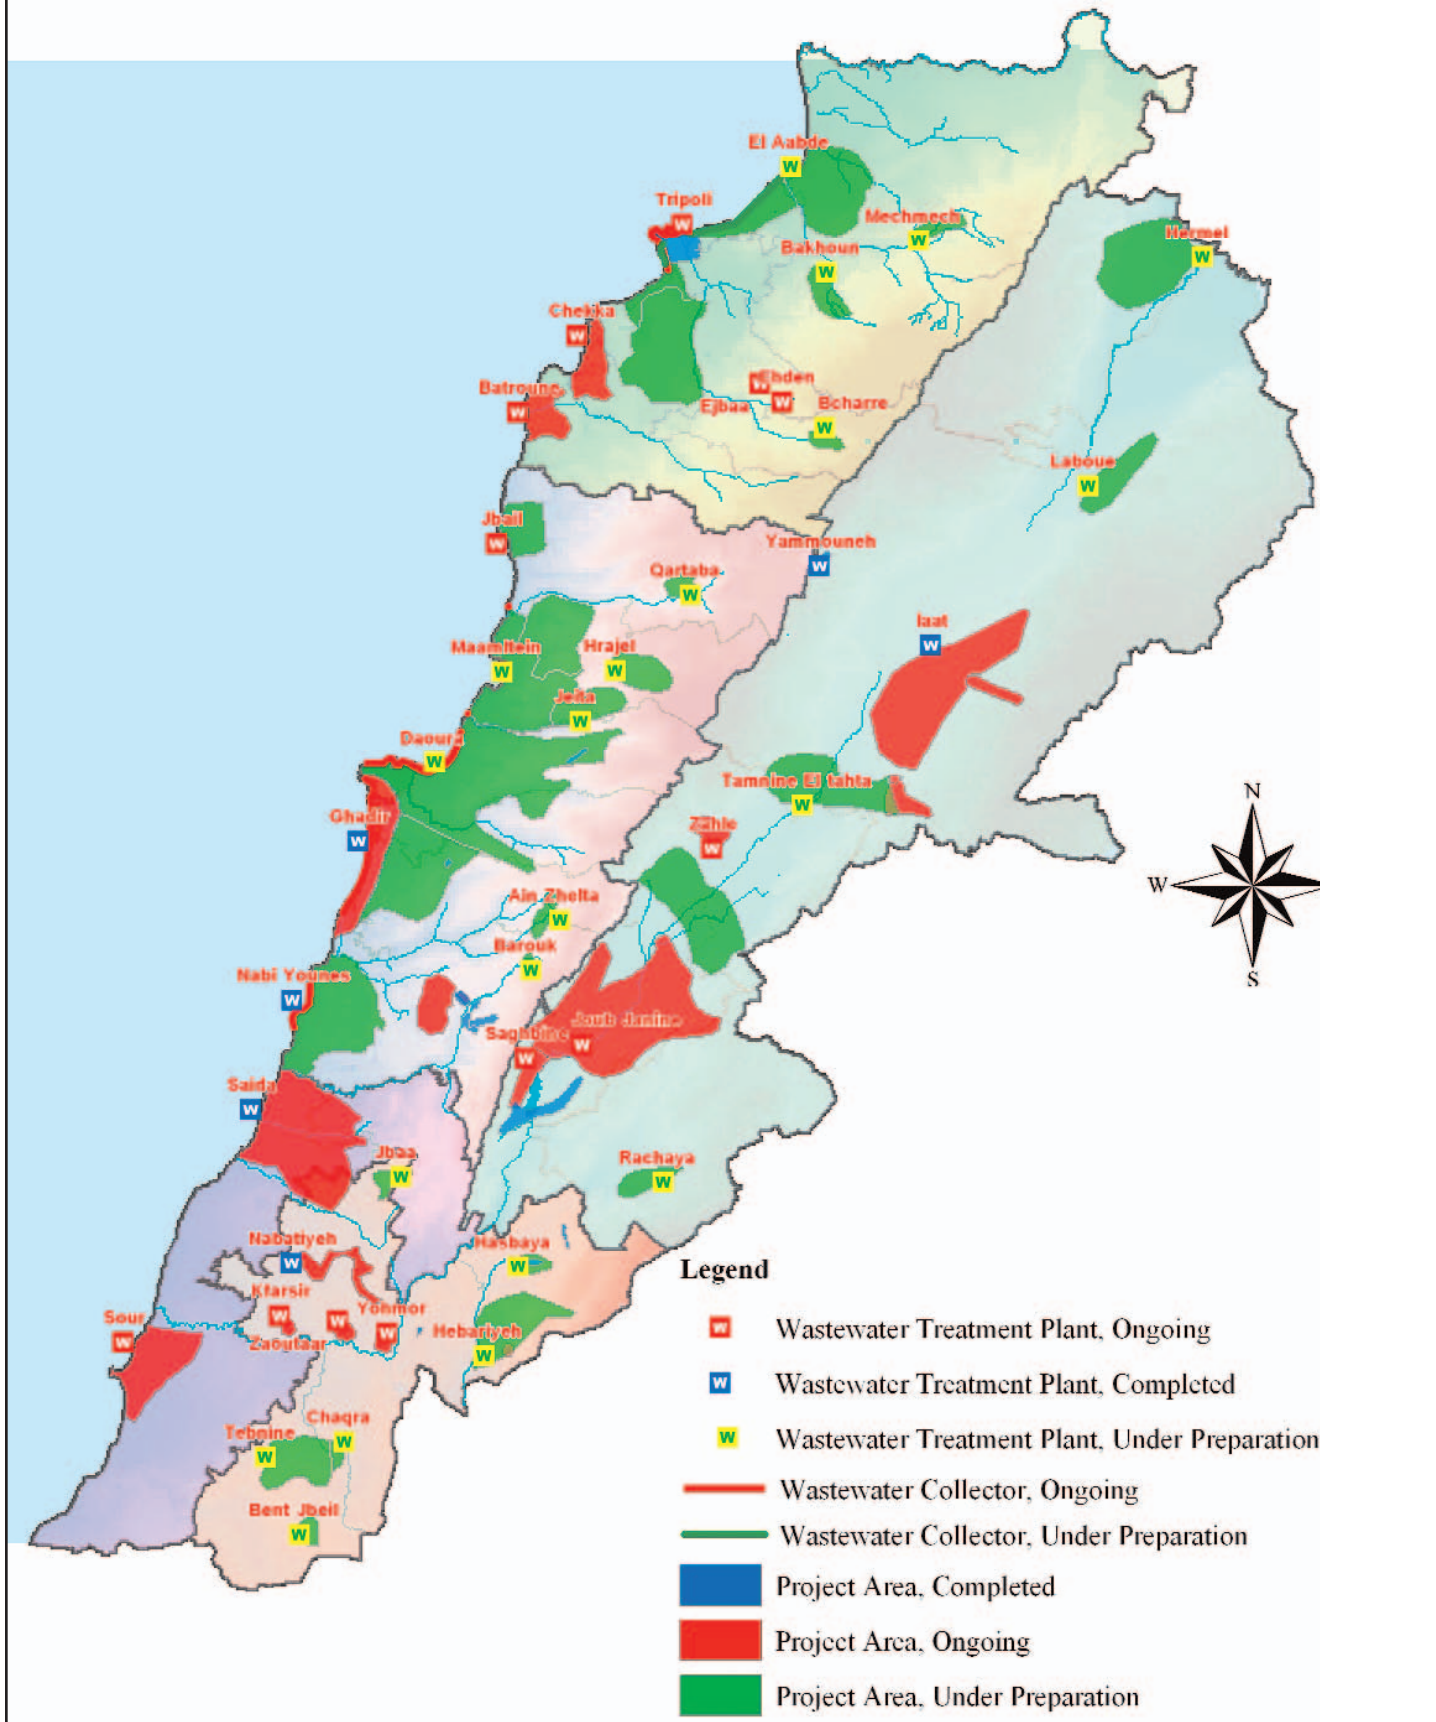 El Aabde
Tripoli
Mechmech
Bakhoun
Hermel
Chekka
Ehden
Batroune
Ejbaa
Bcharre
Laboue
Jbail
Yammouneh
Qartaba
Iaat
Maamltein
Hrajel
Jeita
Daoura
Tamnine El tahta
Ghadir
Zahle
N
W
S
Ain Zhelta
Barouk
Nabi Younes
Saghbine
Joub Janine
Saida
Jbaa
Rachaya
Nabatiyeh
Hasbaya
Kfarsir
Yohmor
Sour
Zaoutaar
Hebariyeh
Chaqra
Tebnine
Bent Jbeil
Legend
W Wastewater Treatment Plant, Ongoing
W Wastewater Treatment Plant, Completed
W Wastewater Treatment Plant, Under Preparation
Wastewater Collector, Ongoing
Wastewater Collector, Under Preparation
Project Area, Completed
Project Area, Ongoing
Project Area, Under Preparation